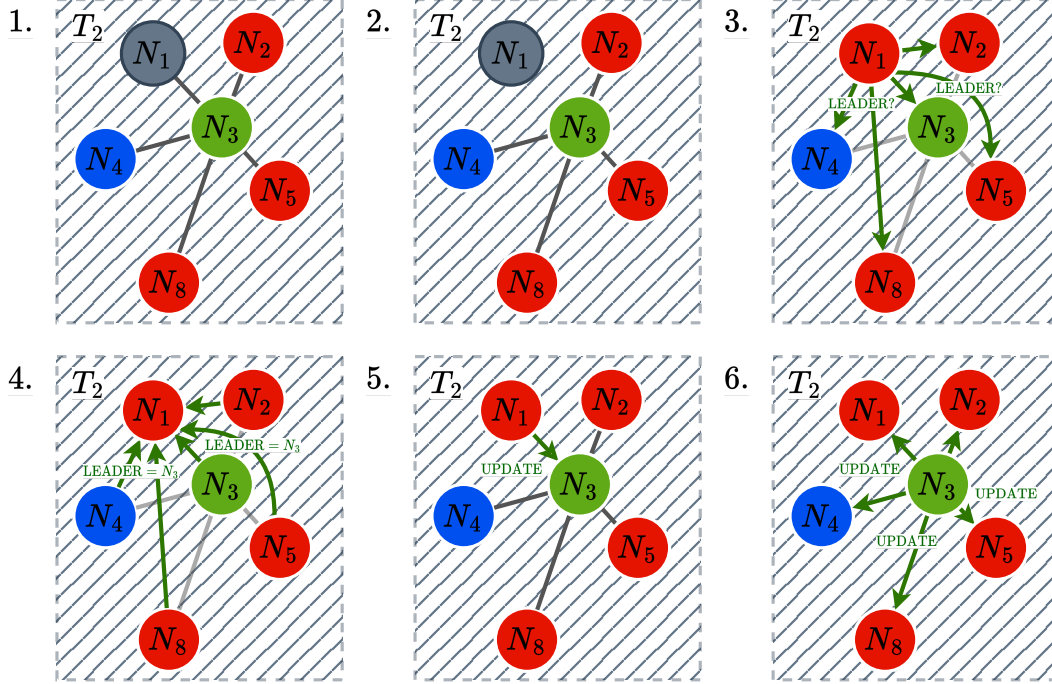 1.
T₂
N₁
N₂
N₃
N₄
N₅
N₈
2.
T₂
N₁
N₂
N₃
N₄
N₅
N₈
3.
T₂
N₁
N₂
LEADER?
LEADER?
N₃
N₄
N₅
N₈
4.
T₂
N₁
N₂
LEADER = N₃
LEADER = N₃
N₃
N₄
N₅
N₈
5.
T₂
N₁
N₂
UPDATE
N₃
N₄
N₅
N₈
6.
T₂
N₁
N₂
UPDATE
N₃
UPDATE
N₄
UPDATE
N₅
N₈